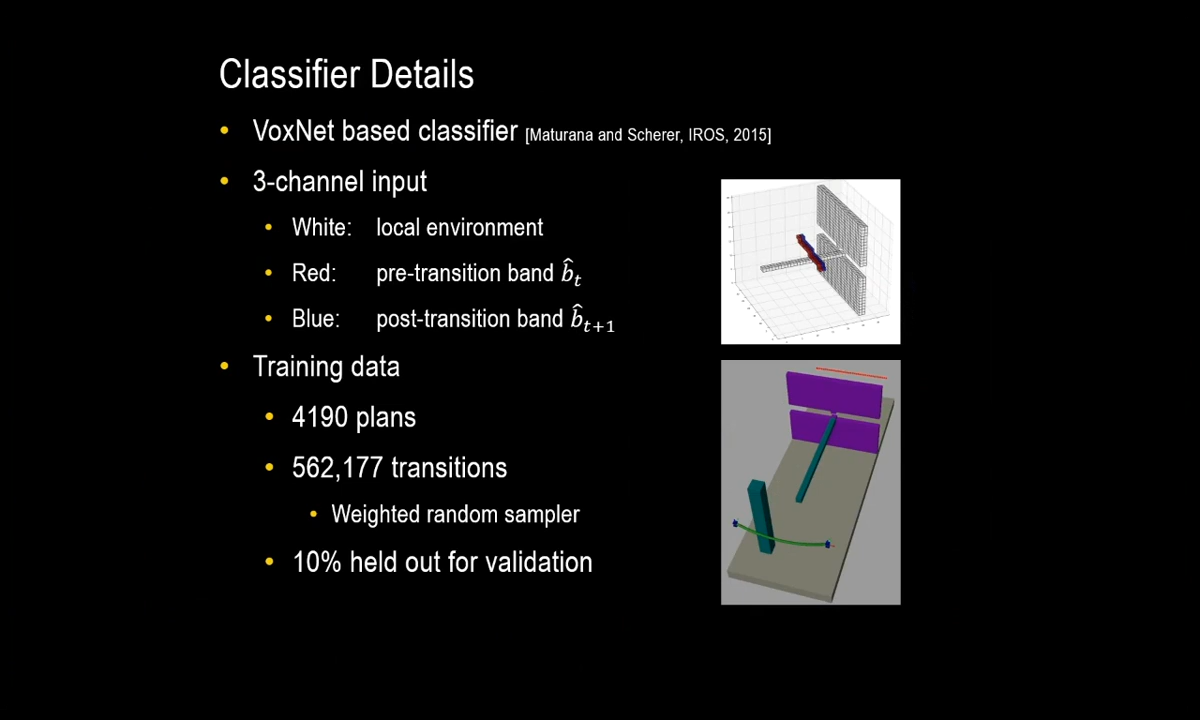 Classifier Details
• VoxNet based classifier [Maturana and Scherer, IROS, 2015]
• 3-channel input
• White: local environment
• Red: pre-transition band b̂ₜ
• Blue: post-transition band b̂ₜ₊₁
• Training data
• 4190 plans
• 562,177 transitions
• Weighted random sampler
• 10% held out for validation